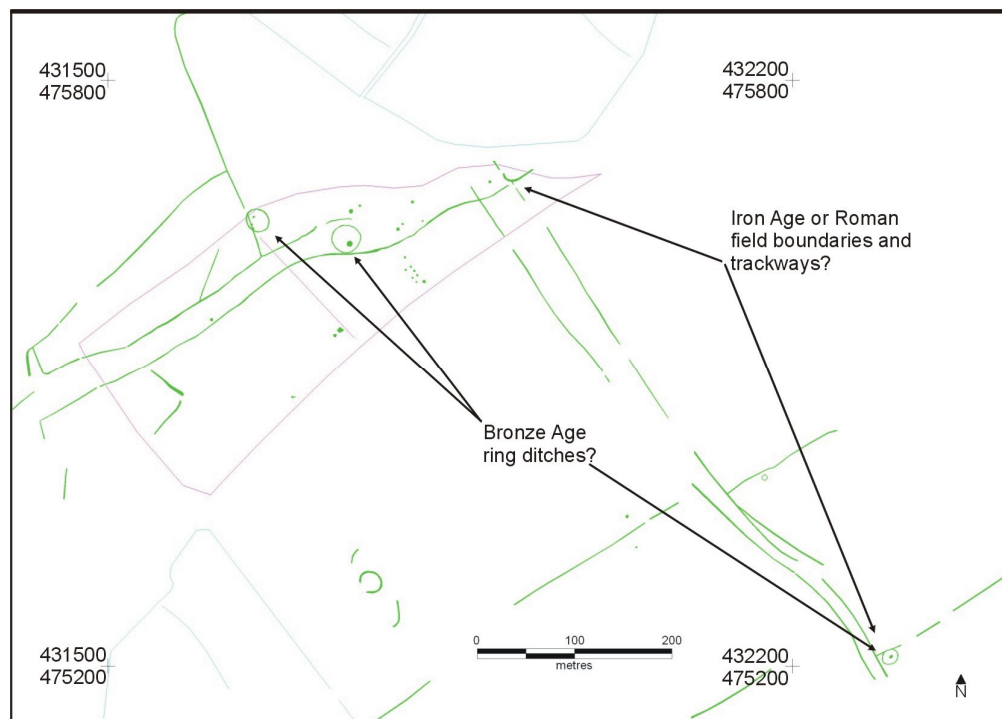 431500
475800
432200
475800
Iron Age or Roman
field boundaries and
trackways?
Bronze Age
ring ditches?
0 100 200
metres
431500
475200
432200
475200
N